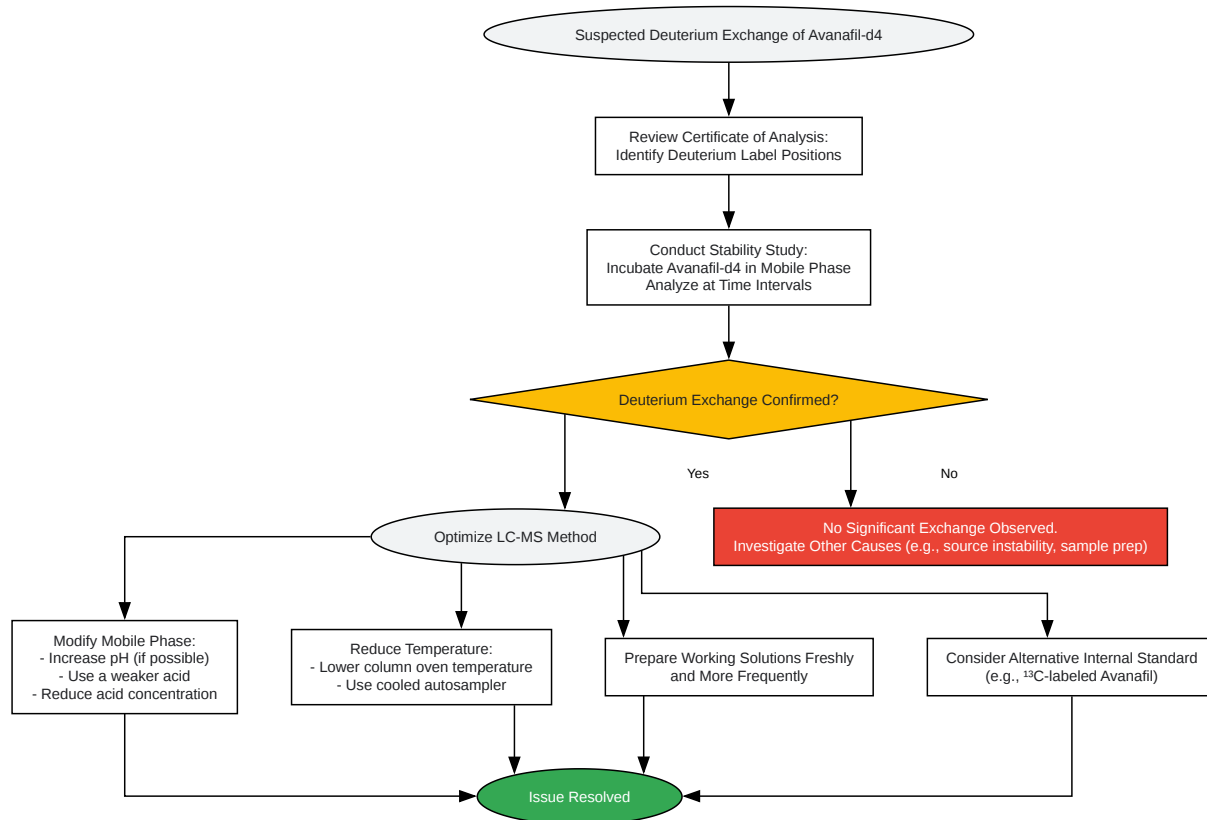 Suspected Deuterium Exchange of Avanafil-d4
Review Certificate of Analysis:
Identify Deuterium Label Positions
Conduct Stability Study:
Incubate Avanafil-d4 in Mobile Phase
Analyze at Time Intervals
Deuterium Exchange Confirmed?
Yes
No
Optimize LC-MS Method
No Significant Exchange Observed.
Investigate Other Causes (e.g., source instability, sample prep)
Modify Mobile Phase:
- Increase pH (if possible)
- Use a weaker acid
- Reduce acid concentration
Reduce Temperature:
- Lower column oven temperature
- Use cooled autosampler
Prepare Working Solutions Freshly
and More Frequently
Consider Alternative Internal Standard
(e.g., ¹³C-labeled Avanafil)
Issue Resolved